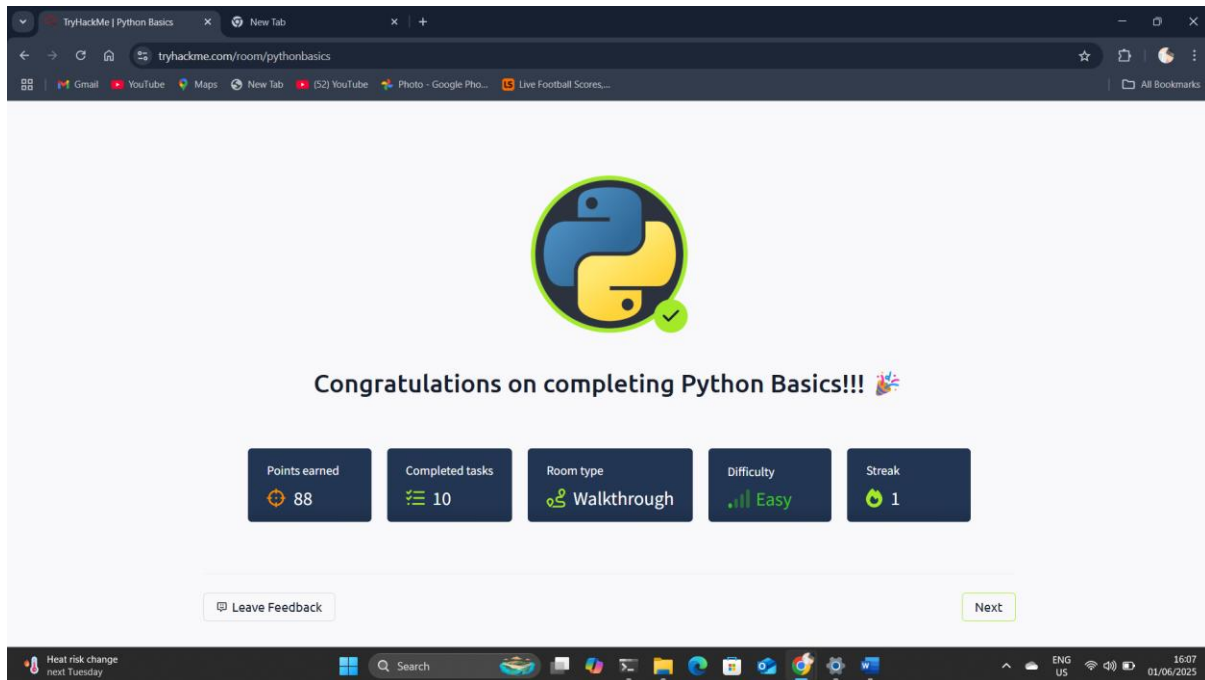 TryHackMe | Python Basics
New Tab
tryhackme.com/room/pythonbasics
Gmail YouTube Maps New Tab (52) YouTube Photo - Google Pho... LS Live Football Scores,... All Bookmarks
Congratulations on completing Python Basics!!!
Points earned
88
Completed tasks
10
Room type
Walkthrough
Difficulty
Easy
Streak
1
Leave Feedback
Next
Heat risk change
next Tuesday
Search
ENG
US
16:07
01/06/2025